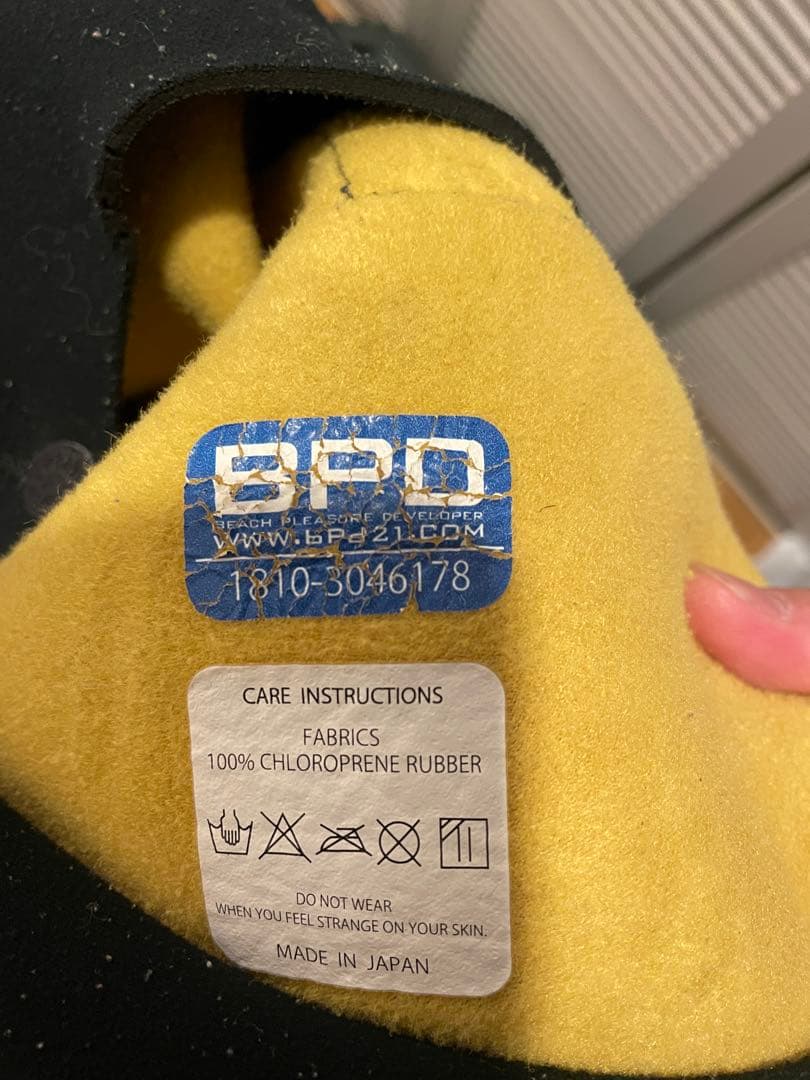 BPD
BEACH PLEASURE DEVELOPER
WWW.bPd21.COM
1810-3046178
CARE INSTRUCTIONS
FABRICS
100% CHLOROPRENE RUBBER
DO NOT WEAR
WHEN YOU FEEL STRANGE ON YOUR SKIN.
MADE IN JAPAN